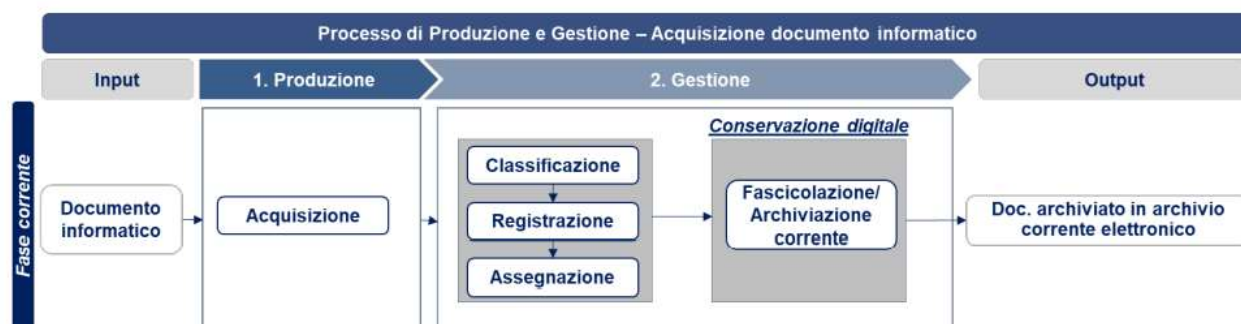 Processo di Produzione e Gestione – Acquisizione documento informatico
Input
1. Produzione
2. Gestione
Output
Fase corrente
Documento
informatico
Acquisizione
Classificazione
Registrazione
Assegnazione
Conservazione digitale
Fascicolazione/
Archiviazione
corrente
Doc. archiviato in archivio
corrente elettronico